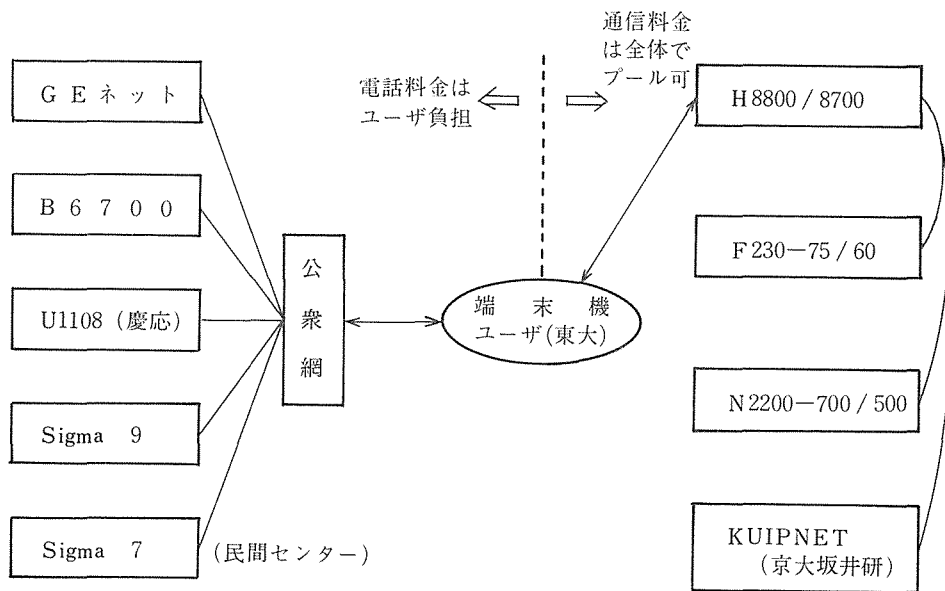 GEネット
B6700
U1108(慶応)
Sigma 9
Sigma 7
(民間センター)
公
衆
網
電話料金は
ユーザ負担
通信料金
は全体で
プール可
端末機
ユーザ(東大)
H8800/8700
F230-75/60
N2200-700/500
KUIPNET
(京大坂井研)